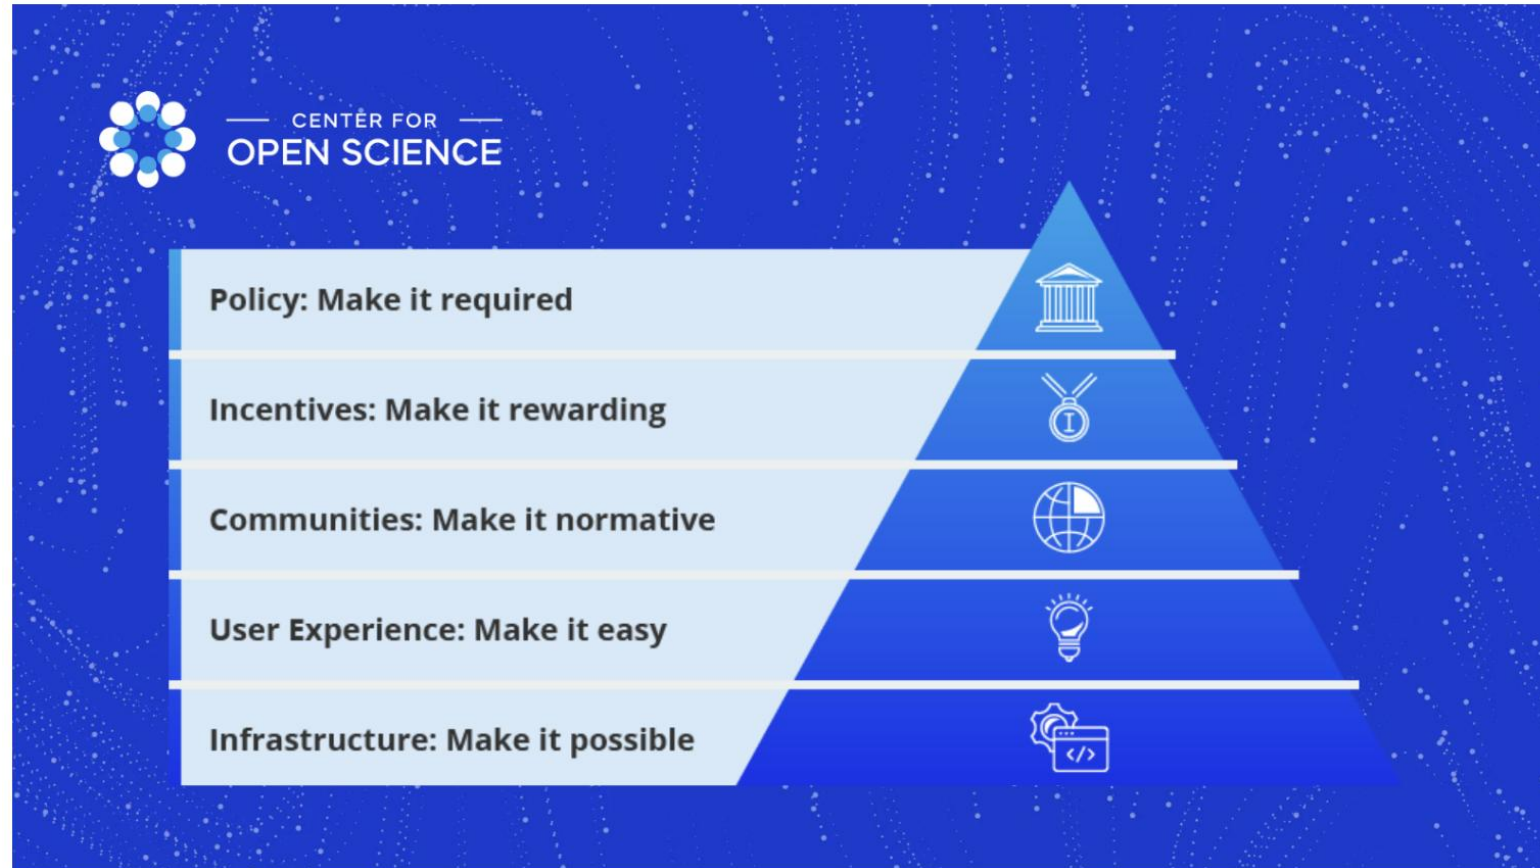 CENTER FOR
OPEN SCIENCE
Policy: Make it required
Incentives: Make it rewarding
I
Communities: Make it normative
User Experience: Make it easy
Infrastructure: Make it possible
</>